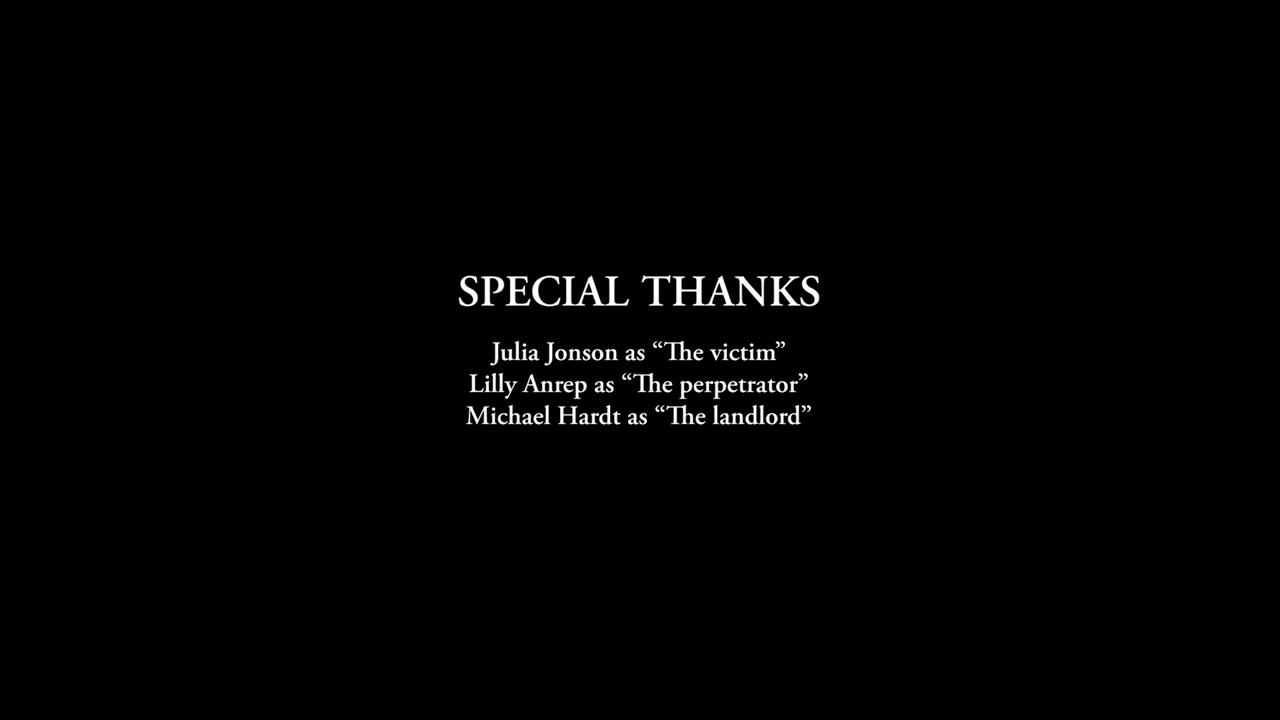 SPECIAL THANKS
Julia Jonson as “The victim”
Lilly Anrep as “The perpetrator”
Michael Hardt as “The landlord”